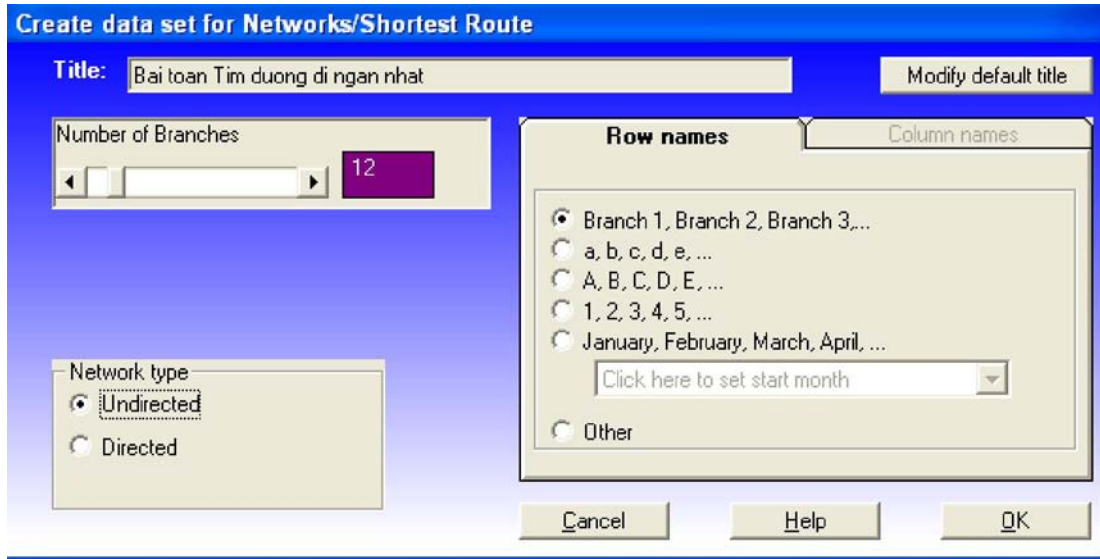 Create data set for Networks/Shortest Route
Title: Bai toan Tim duong di ngan nhat
Modify default title
Number of Branches
12
Row names
Column names
Branch 1, Branch 2, Branch 3,...
a, b, c, d, e, ...
A, B, C, D, E, ...
1, 2, 3, 4, 5, ...
January, February, March, April, ...
Click here to set start month
Other
Network type
Undirected
Directed
Cancel
Help
OK